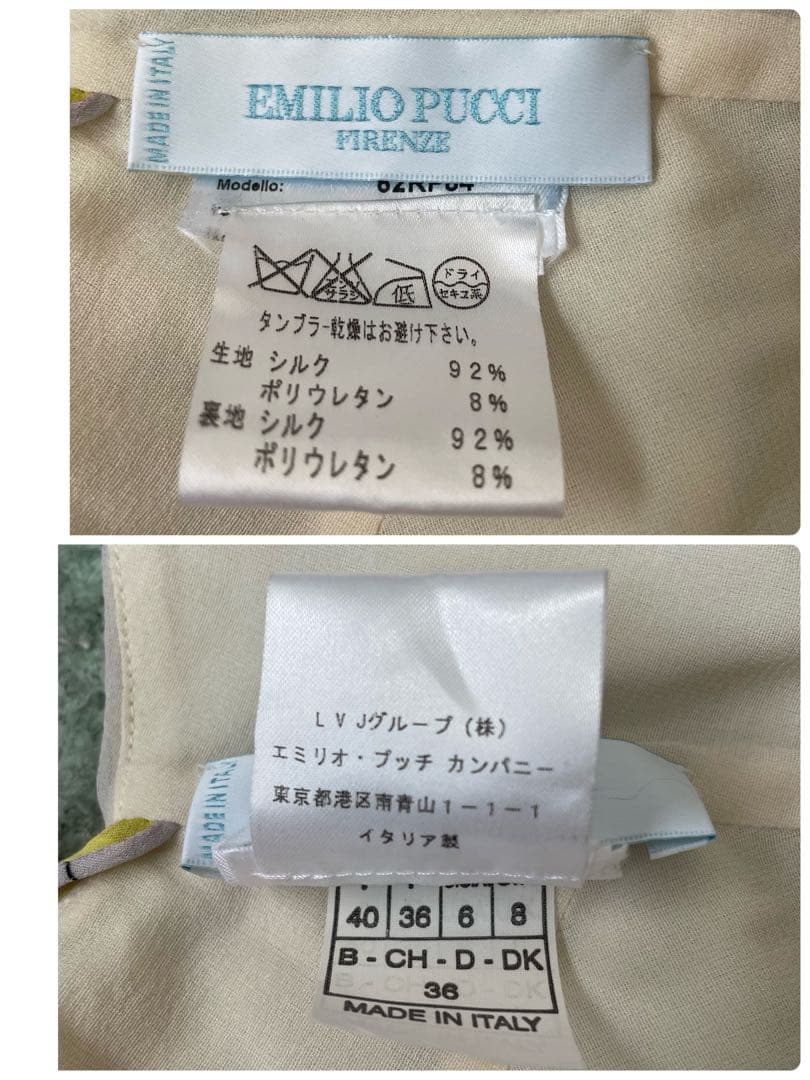 MADE IN ITALY
EMILIO PUCCI
FIRENZE
Modello:
サラシ
低
ドライ
セキユ系
タンブラー乾燥はお避け下さい。
生地 シルク 92%
ポリウレタン 8%
裏地 シルク 92%
ポリウレタン 8%
LVJグループ(株)
エミリオ・プッチ カンパニー
東京都港区南青山1-1-1
イタリア製
MADE IN ITALY
40 36 6 8
B - CH - D - DK
36
MADE IN ITALY